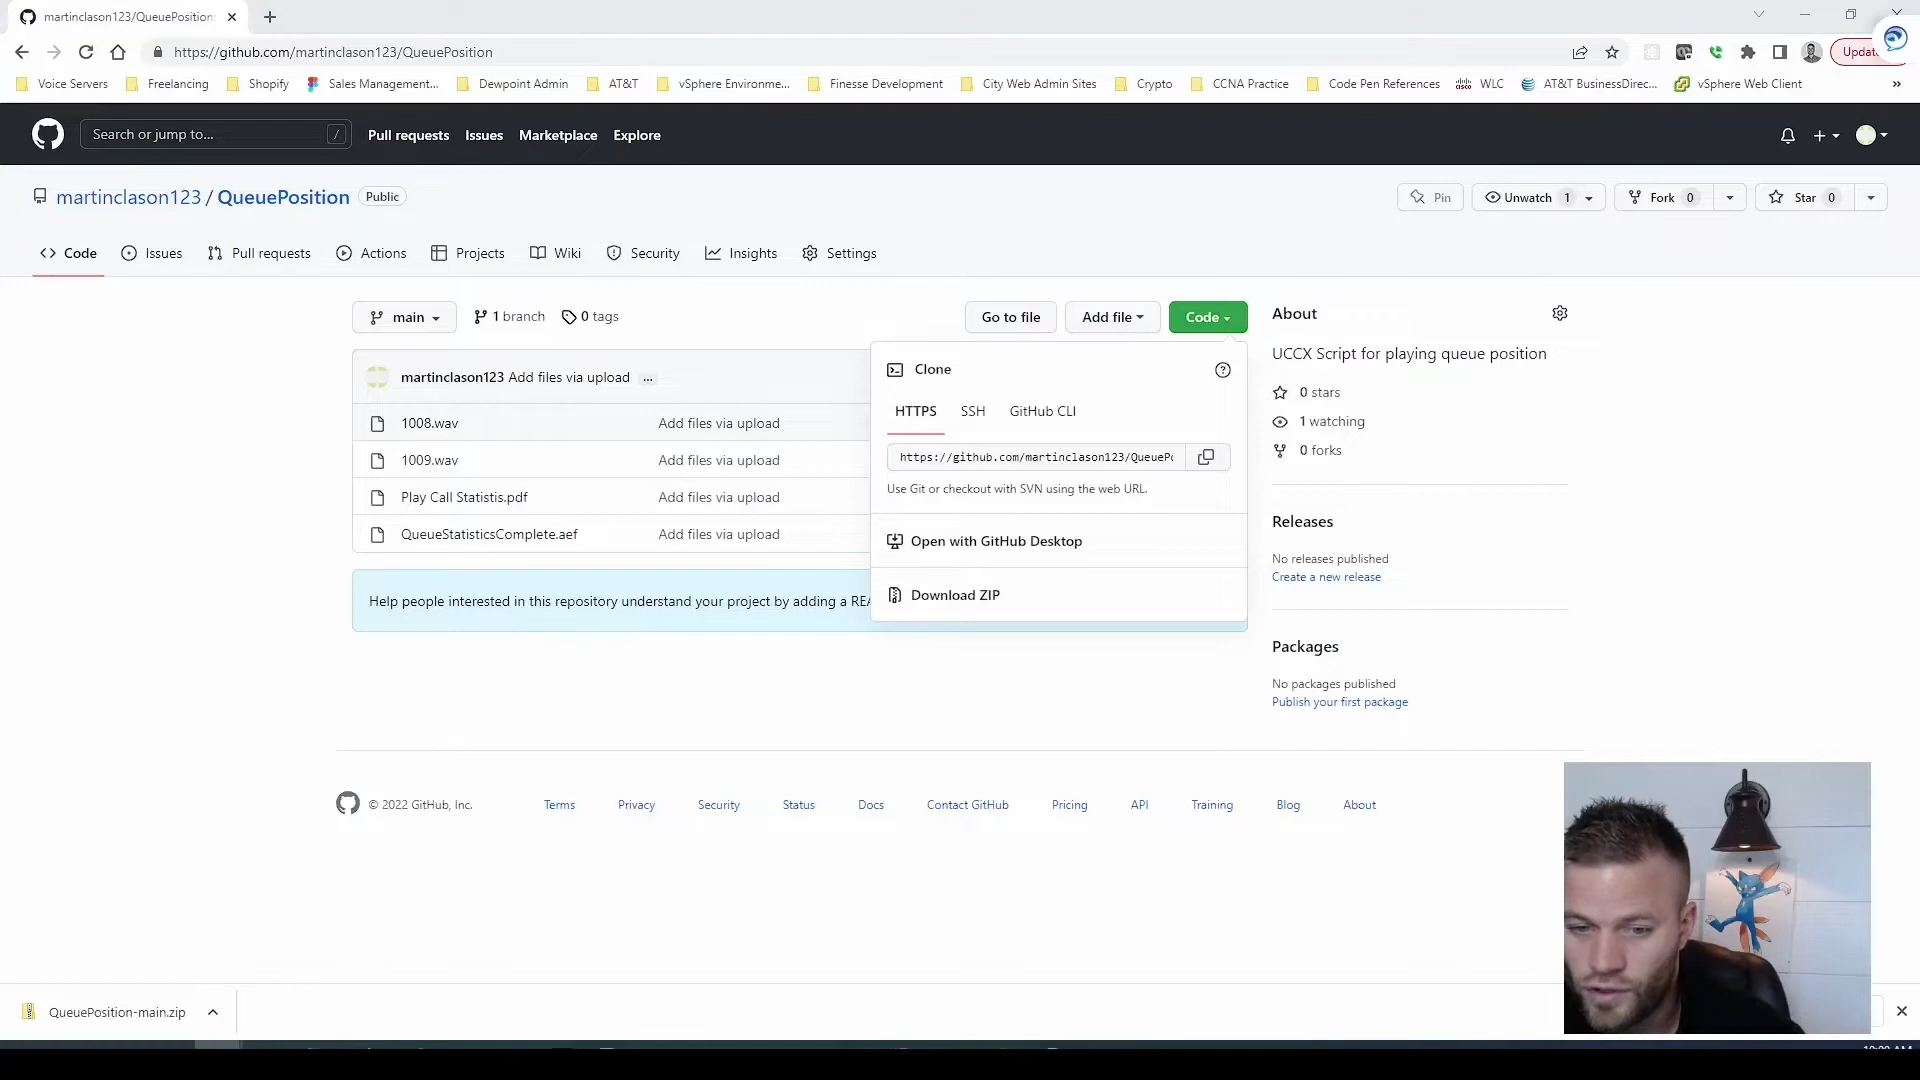 martinclason123/QueuePosition:
https://github.com/martinclason123/QueuePosition
Update
Voice Servers
Freelancing
Shopify
Sales Management...
Dewpoint Admin
AT&T
vSphere Environme...
Finesse Development
City Web Admin Sites
Crypto
CCNA Practice
Code Pen References
WLC
AT&T BusinessDirec...
vSphere Web Client
»
Search or jump to... /
Pull requests
Issues
Marketplace
Explore
martinclason123 / QueuePosition Public
Pin
Unwatch 1
Fork 0
Star 0
Code
Issues
Pull requests
Actions
Projects
Wiki
Security
Insights
Settings
main
1 branch
0 tags
Go to file
Add file
Code
martinclason123 Add files via upload ...
1008.wav Add files via upload
1009.wav Add files via upload
Play Call Statistis.pdf Add files via upload
QueueStatisticsComplete.aef Add files via upload
Help people interested in this repository understand your project by adding a REA
Clone
HTTPS SSH GitHub CLI
https://github.com/martinclason123/QueueP
Use Git or checkout with SVN using the web URL.
Open with GitHub Desktop
Download ZIP
About
UCCX Script for playing queue position
0 stars
1 watching
0 forks
Releases
No releases published
Create a new release
Packages
No packages published
Publish your first package
© 2022 GitHub, Inc.
Terms
Privacy
Security
Status
Docs
Contact GitHub
Pricing
API
Training
Blog
About
QueuePosition-main.zip